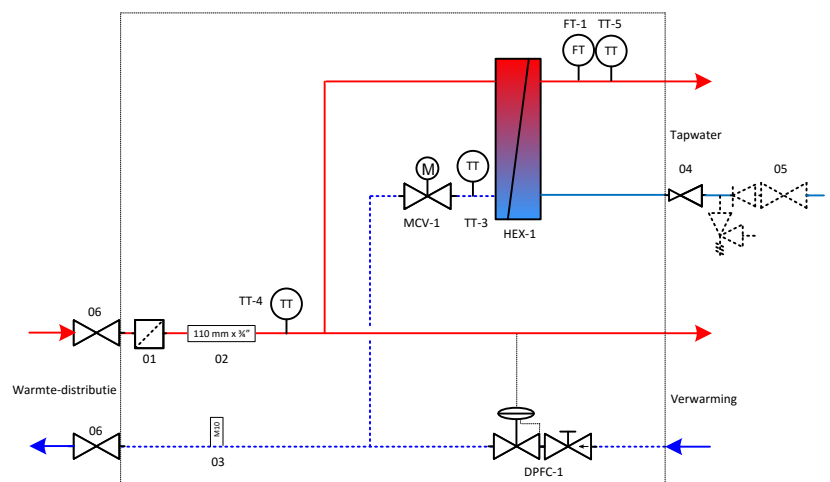 FT-1 TT-5
FT TT
Tapwater
04 05
M TT
MCV-1 TT-3 HEX-1
TT-4 TT
06
110 mm x ¾"
01 02
Warmte-distributie
Verwarming
06
M10
03
DPFC-1